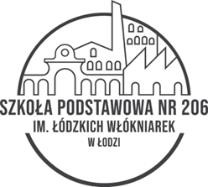 SZKOŁA PODSTAWOWA NR 206
IM. ŁÓDZKICH WŁÓKNIAREK
W ŁODZI